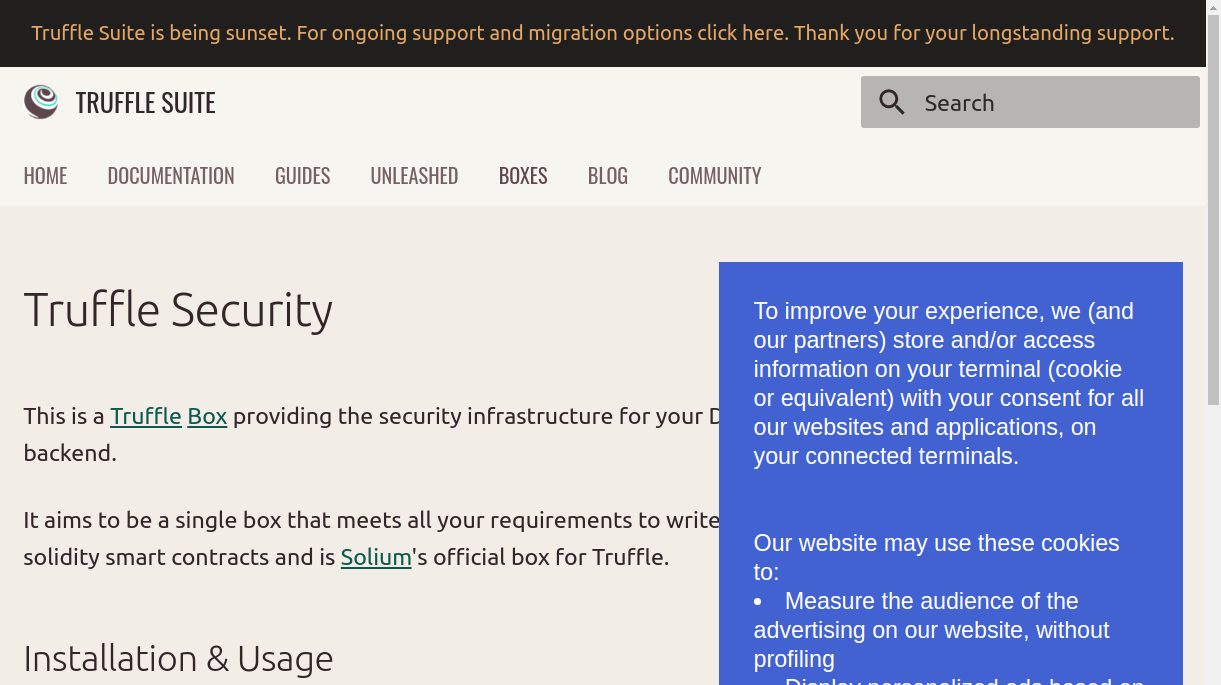 Truffle Suite is being sunset. For ongoing support and migration options click here. Thank you for your longstanding support.
TRUFFLE SUITE
Search
HOME DOCUMENTATION GUIDES UNLEASHED BOXES BLOG COMMUNITY
Truffle Security
This is a Truffle Box providing the security infrastructure for your
backend.
It aims to be a single box that meets all your requirements to write
solidity smart contracts and is Solium's official box for Truffle.
Installation & Usage
To improve your experience, we (and
our partners) store and/or access
information on your terminal (cookie
or equivalent) with your consent for all
our websites and applications, on
your connected terminals.
Our website may use these cookies
to:
• Measure the audience of the
advertising on our website, without
profiling
Display personalized ads based on